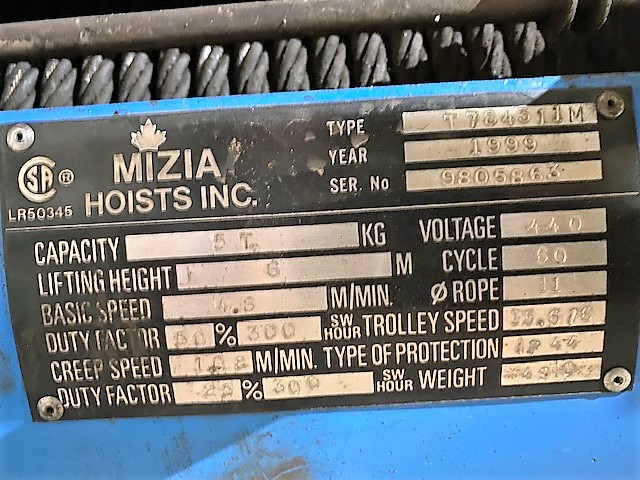 TYPE T784311M
MIZIA YEAR 1999
HOISTS INC. SER. No 9805863
SA ®
LR50345
CAPACITY 5 T. KG VOLTAGE 440
LIFTING HEIGHT 6 M CYCLE 60
BASIC SPEED 4.8 M/MIN. Ø ROPE 11
DUTY FACTOR % 300 SW HOUR TROLLEY SPEED
CREEP SPEED M/MIN. TYPE OF PROTECTION IP 44
DUTY FACTOR 25 % 300 SW HOUR WEIGHT